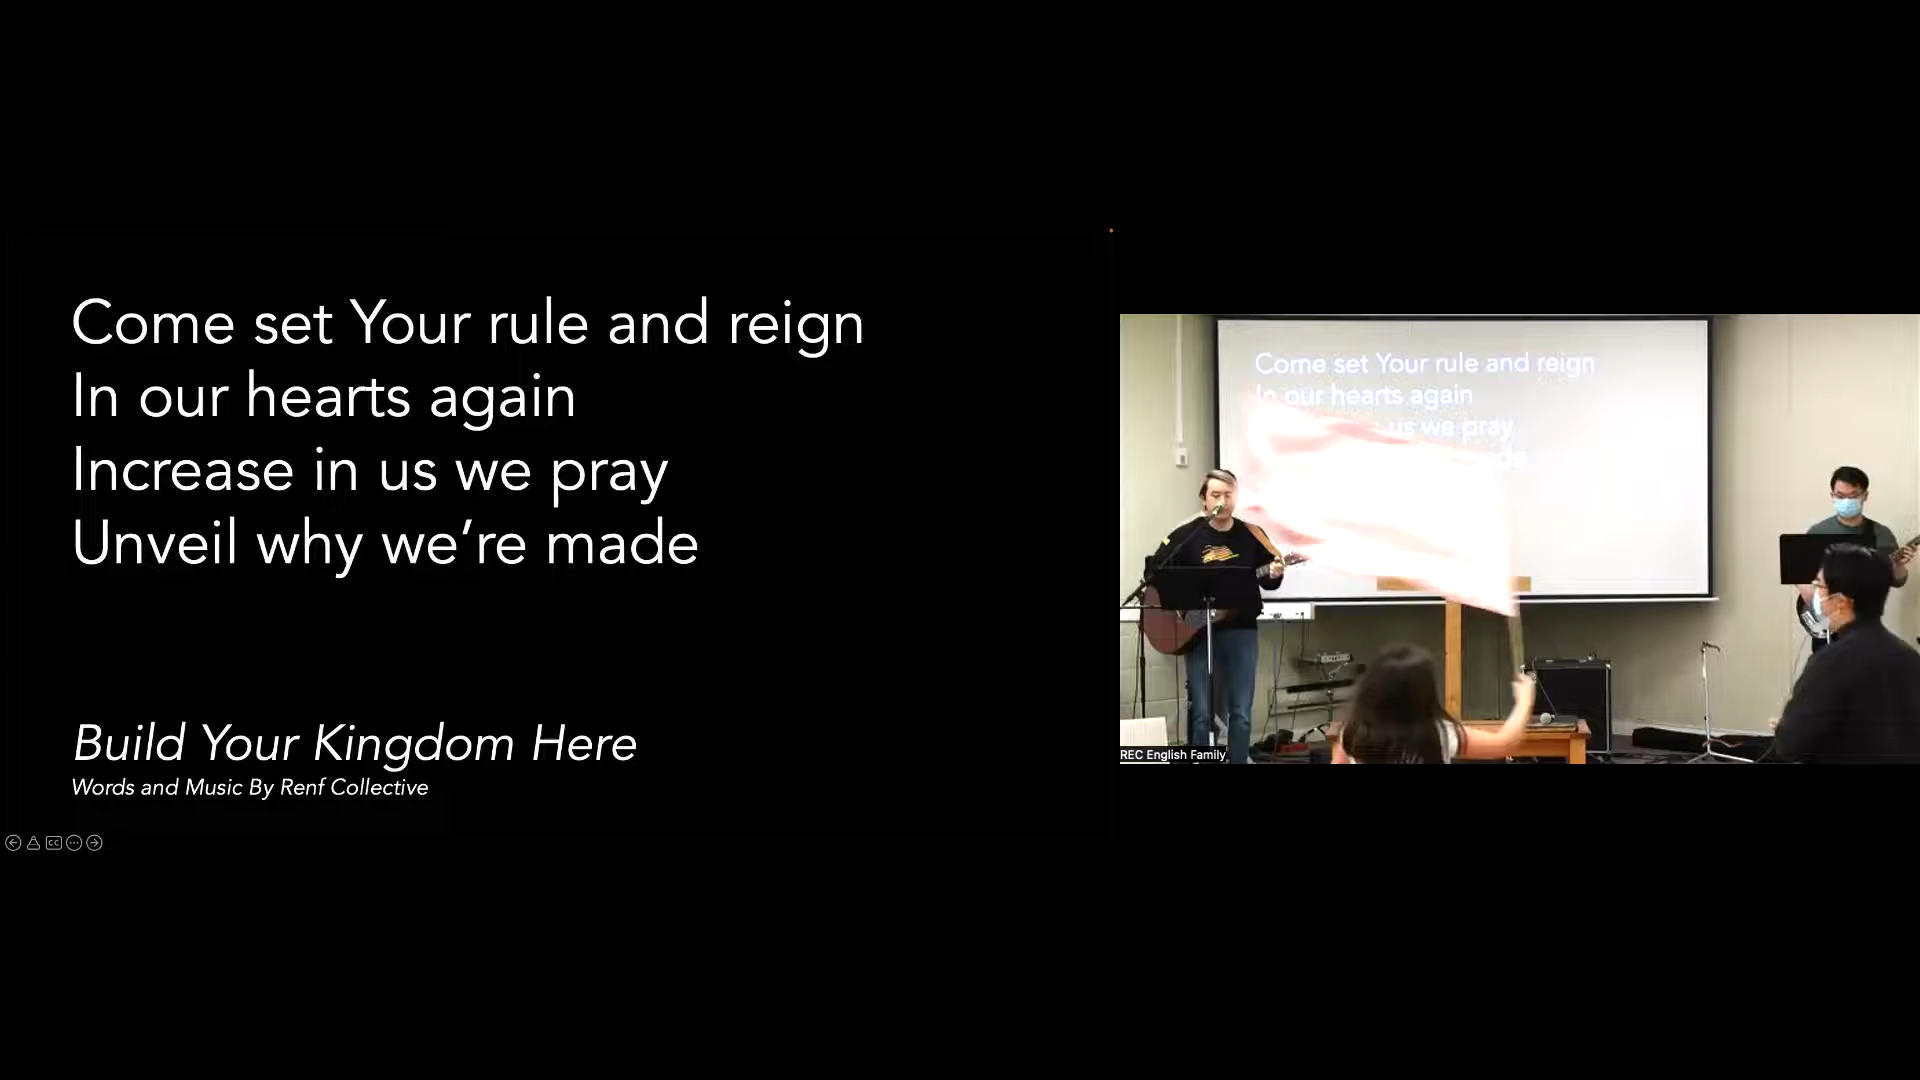 Come set Your rule and reign
In our hearts again
Increase in us we pray
Unveil why we’re made
Build Your Kingdom Here
Words and Music By Renf Collective
CC
Come set Your rule and reign
In our hearts again
us we pray
REC English Family